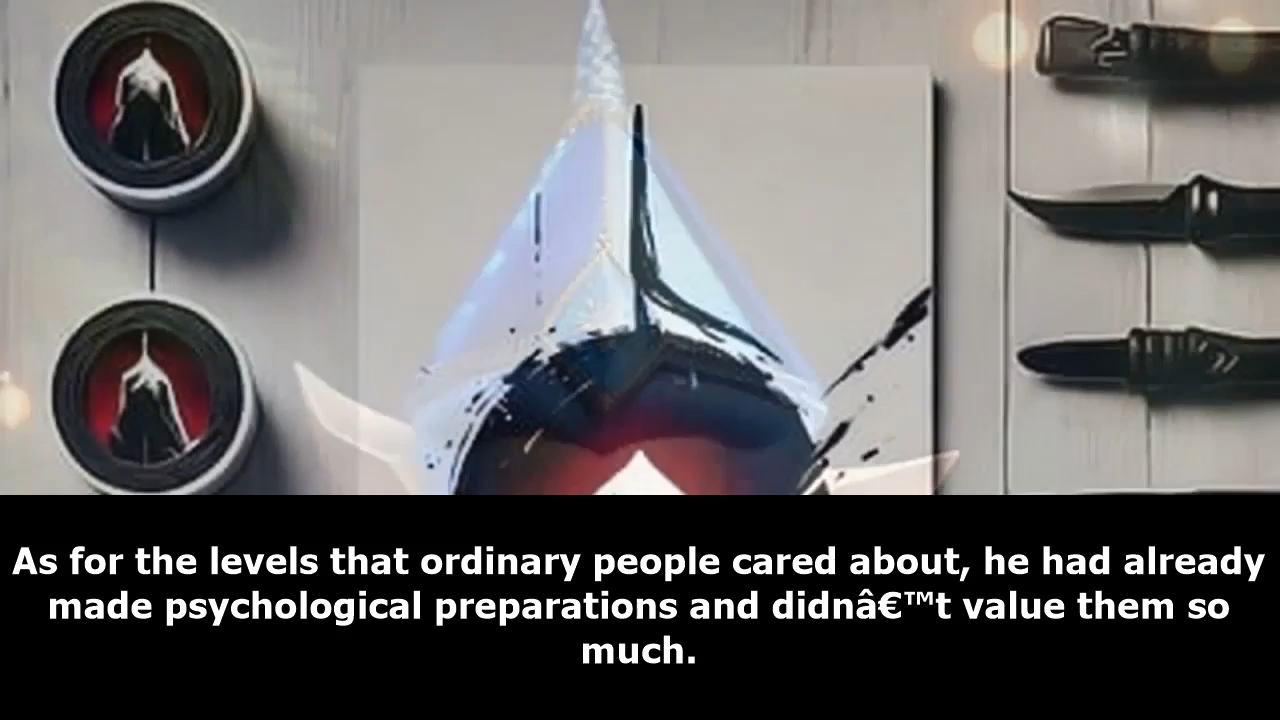 As for the levels that ordinary people cared about, he had already
made psychological preparations and didnâ€™t value them so
much.